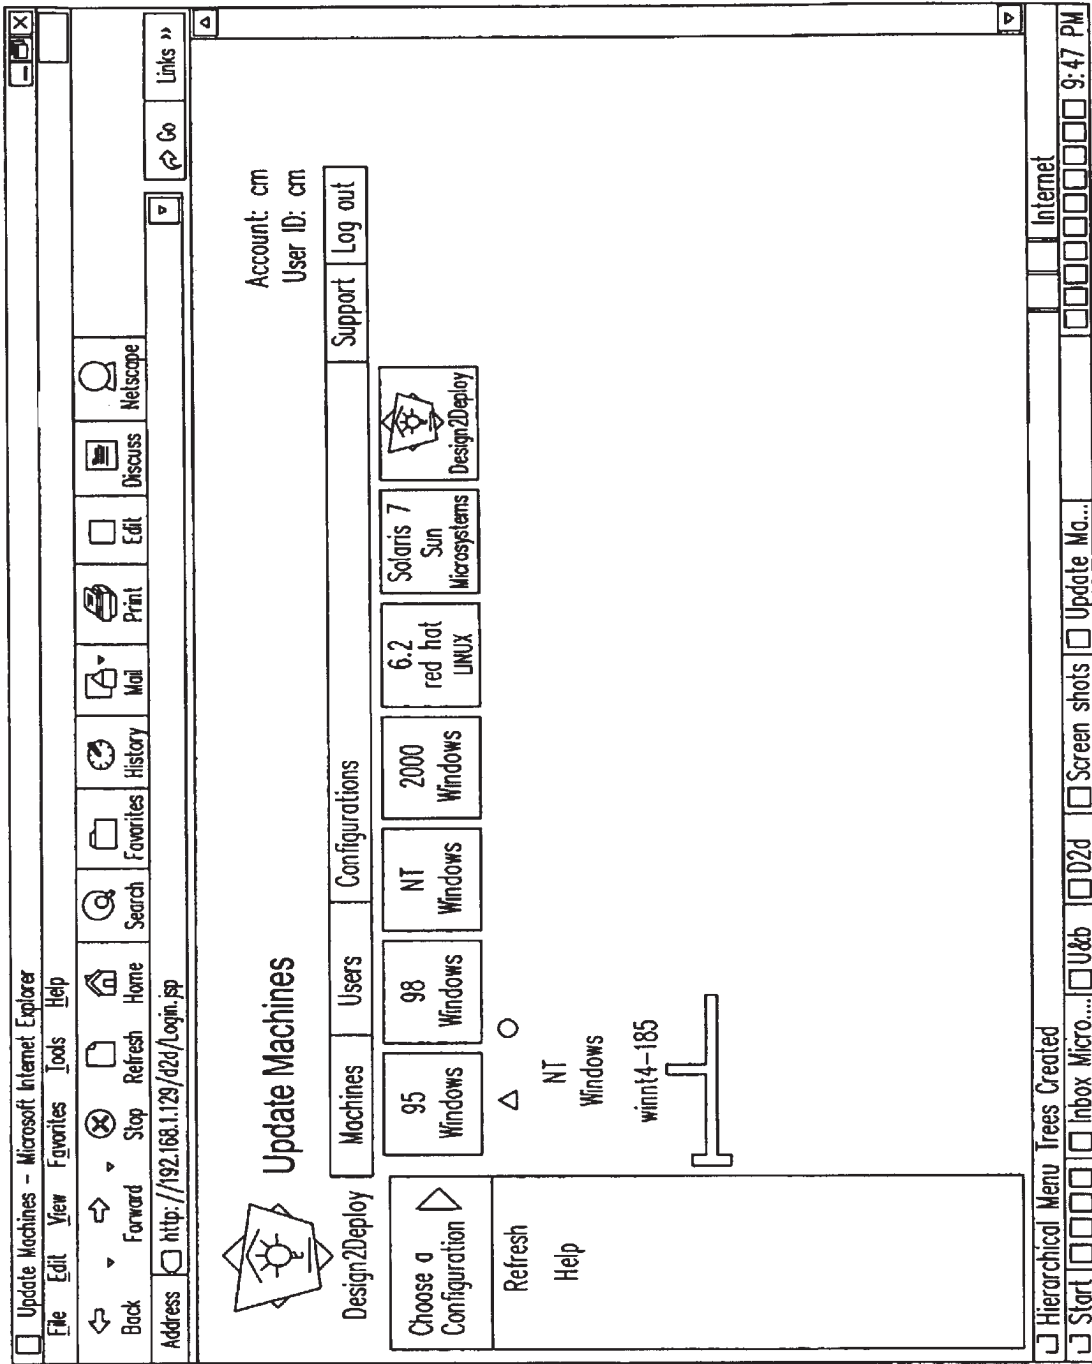 Update Machines – Microsoft Internet Explorer
File Edit View Favorites Tools Help
Back Forward Stop Refresh Home Search Favorites History Mail Print Edit Discuss Netscape
Address http://192.168.1.129/d2d/Login.jsp Go Links »
Update Machines
Account: cm
User ID: cm
Design2Deploy
Machines Users Configurations Support Log out
Choose a
Configuration
95
Windows
98
Windows
NT
Windows
2000
Windows
6.2
red hat
LINUX
Solaris 7
Sun
Microsystems
Design2Deploy
Refresh
Help
NT
Windows
winnt4-185
Hierarchical Menu Trees Created Internet
Start Inbox Micro.... U&b D2d Screen shots Update Ma... 9:47 PM